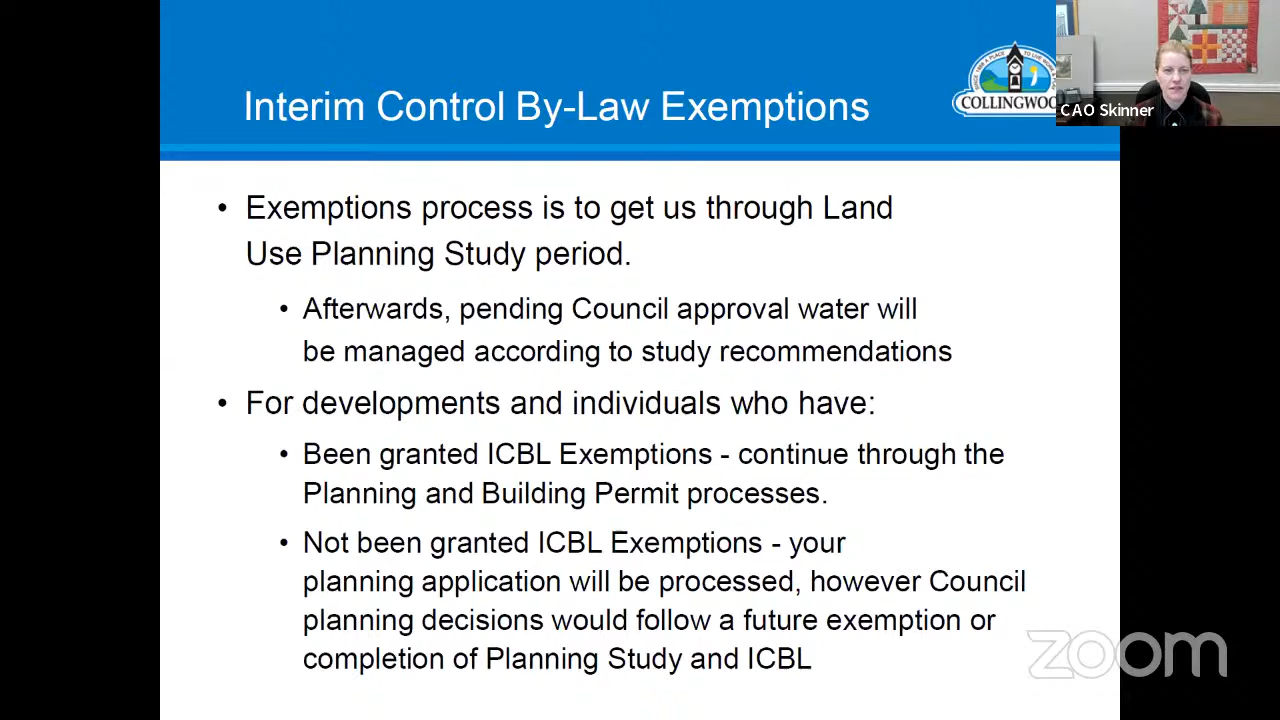 Interim Control By-Law Exemptions
COLLINGWOO
C A O Skinner
• Exemptions process is to get us through Land
Use Planning Study period.
• Afterwards, pending Council approval water will
be managed according to study recommendations
• For developments and individuals who have:
• Been granted ICBL Exemptions - continue through the
Planning and Building Permit processes.
• Not been granted ICBL Exemptions - your
planning application will be processed, however Council
planning decisions would follow a future exemption or
completion of Planning Study and ICBL
zoom